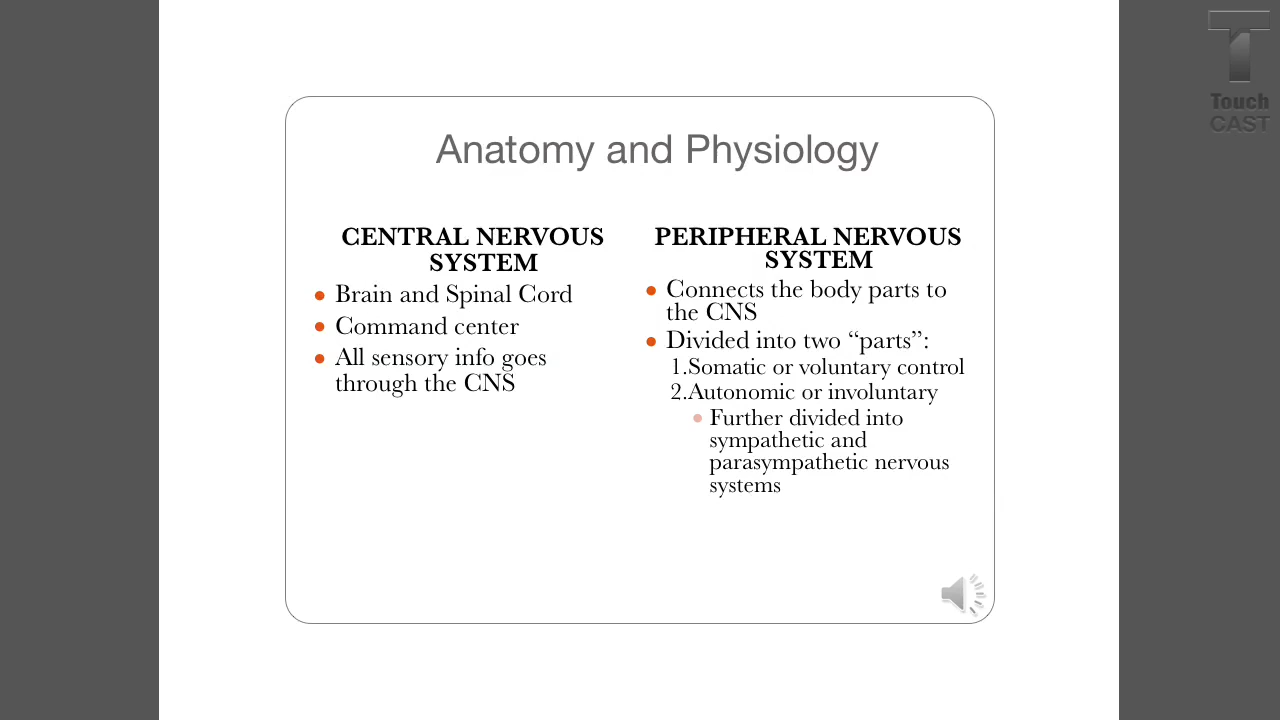 Touch
CAST
Anatomy and Physiology
CENTRAL NERVOUS
SYSTEM
● Brain and Spinal Cord
● Command center
● All sensory info goes
through the CNS
PERIPHERAL NERVOUS
SYSTEM
● Connects the body parts to
the CNS
● Divided into two “parts”:
1.Somatic or voluntary control
2.Autonomic or involuntary
● Further divided into
sympathetic and
parasympathetic nervous
systems